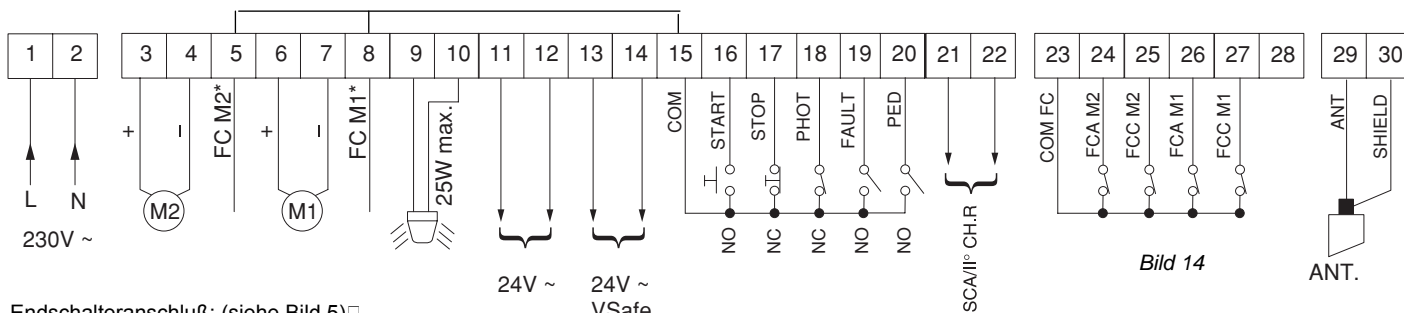 1 2 3 4 5 6 7 8 9 10 11 12 13 14 15 16 17 18 19 20 21 22 23 24 25 26 27 28 29 30
+ − FC M2* + − FC M1* 25W max. COM START STOP PHOT FAULT PED COM FC FCA M2 FCC M2 FCA M1 FCC M1 ANT SHIELD
L N M2 M1
230V ~
NO NC NC NO NO
SCA/II° CH.R
24V ~ 24V ~
VSafe
Bild 14
ANT.
Endschalteranschluß: (siehe Bild 5)